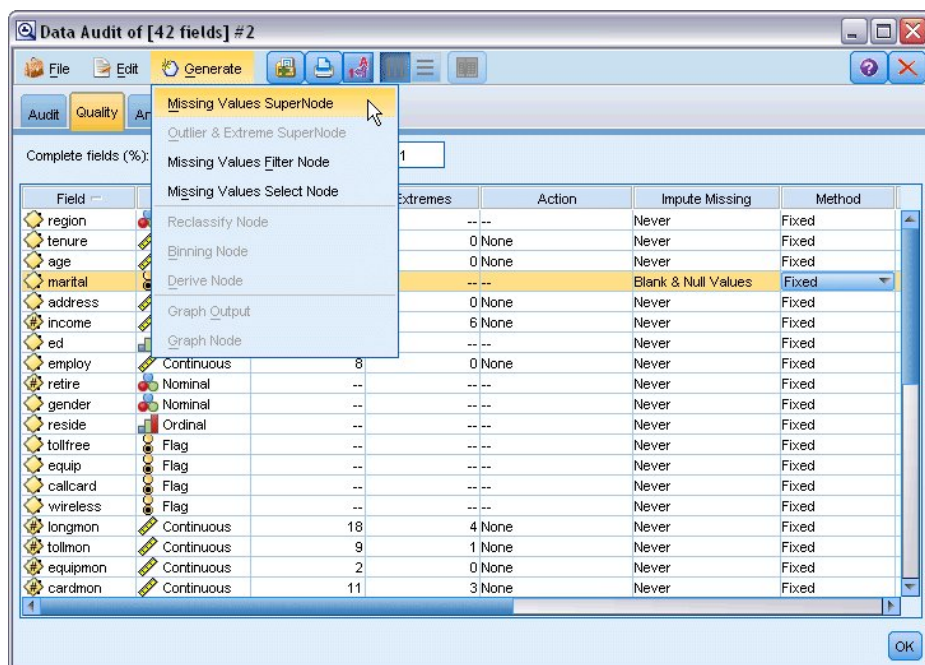 Data Audit of [42 fields] #2
File Edit Generate
Audit Quality An
Missing Values SuperNode
Outlier & Extreme SuperNode
Missing Values Filter Node
Missing Values Select Node
Reclassify Node
Binning Node
Derive Node
Graph Output
Graph Node
Complete fields (%): 1
Field Extremes Action Impute Missing Method
region -- -- Never Fixed
tenure 0 None Never Fixed
age 0 None Never Fixed
marital -- -- Blank & Null Values Fixed
address 0 None Never Fixed
income 6 None Never Fixed
ed -- -- Never Fixed
employ Continuous 8 0 None Never Fixed
retire Nominal -- -- -- Never Fixed
gender Nominal -- -- -- Never Fixed
reside Ordinal -- -- -- Never Fixed
tollfree Flag -- -- -- Never Fixed
equip Flag -- -- -- Never Fixed
callcard Flag -- -- -- Never Fixed
wireless Flag -- -- -- Never Fixed
longmon Continuous 18 4 None Never Fixed
tollmon Continuous 9 1 None Never Fixed
equipmon Continuous 2 0 None Never Fixed
cardmon Continuous 11 3 None Never Fixed
OK